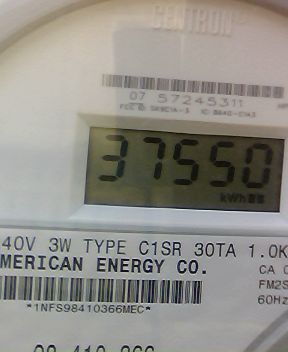 CENTRON
07 57245311
37550
kWh
40V 3W TYPE C1SR 30TA 1.0K
MERICAN ENERGY CO.
CA 0
FM2S
60Hz
*1NFS98410366MEC*